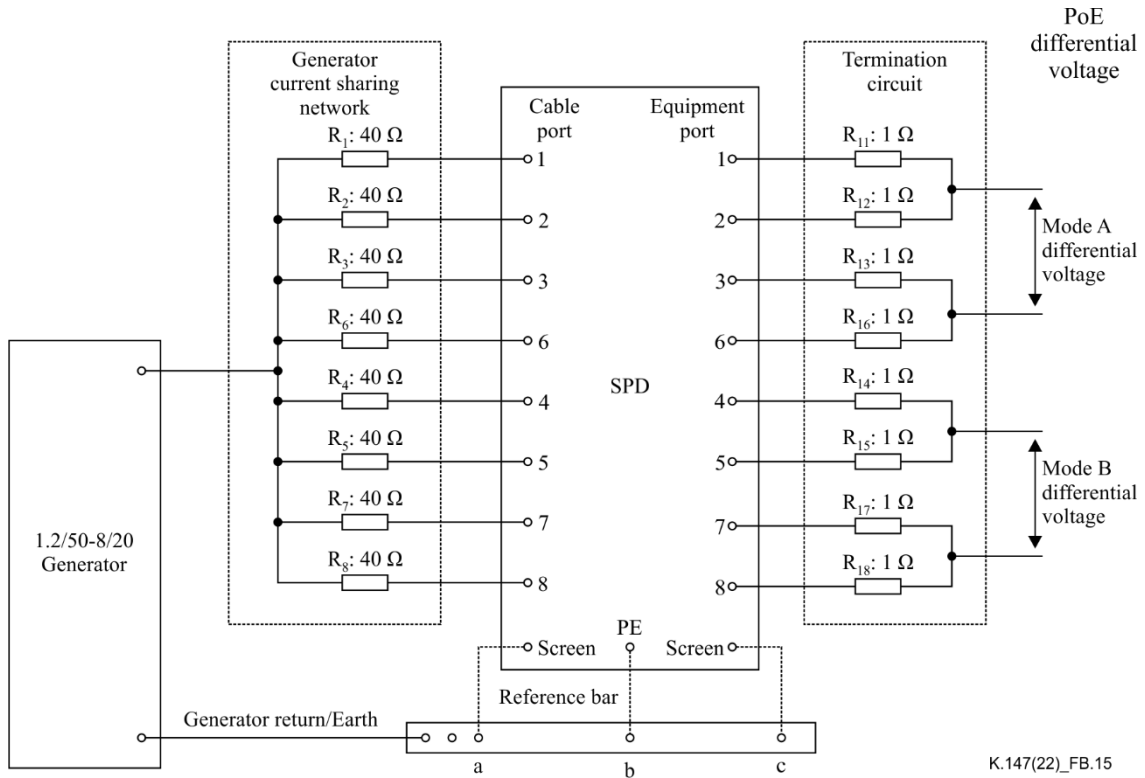 PoE
differential
voltage
Generator
current sharing
network
Termination
circuit
Cable
port
Equipment
port
R₁: 40 Ω
1
1
R₁₁: 1 Ω
R₂: 40 Ω
2
2
R₁₂: 1 Ω
Mode A
differential
voltage
R₃: 40 Ω
3
3
R₁₃: 1 Ω
R₆: 40 Ω
6
6
R₁₆: 1 Ω
SPD
R₄: 40 Ω
4
4
R₁₄: 1 Ω
R₅: 40 Ω
5
5
R₁₅: 1 Ω
Mode B
differential
voltage
R₇: 40 Ω
7
7
R₁₇: 1 Ω
1.2/50-8/20
Generator
R₈: 40 Ω
8
8
R₁₈: 1 Ω
PE
Screen
Screen
Reference bar
Generator return/Earth
a
b
c
K.147(22)_FB.15